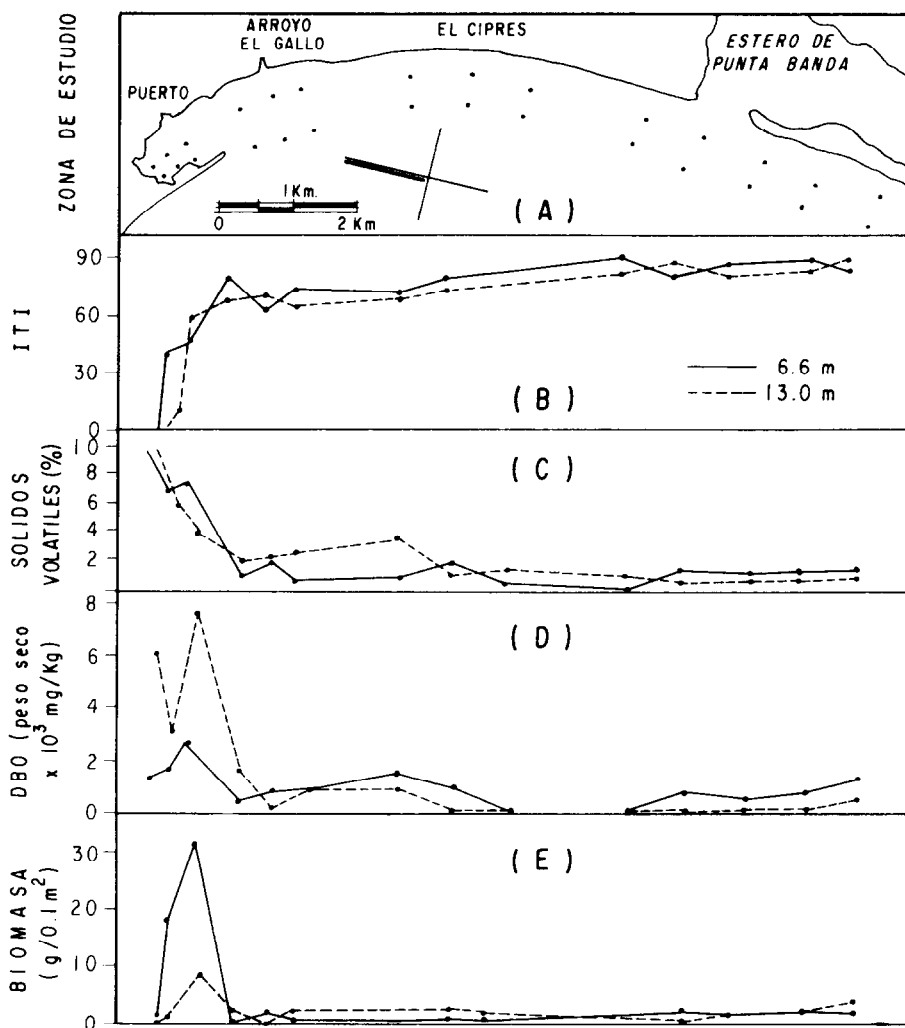 ZONA DE ESTUDIO
ARROYO
EL GALLO
EL CIPRES
ESTERO DE
PUNTA BANDA
PUERTO
1 Km.
0 2 Km
( A )
ITI
90
60
30
0
6.6 m
13.0 m
( B )
SOLIDOS
VOLATILES (%)
10
8
6
4
2
( C )
DBO (peso seco
x 10³ mg/Kg)
8
6
4
2
0
( D )
BIOMASA
(g/0.1m²)
30
20
10
0
( E )